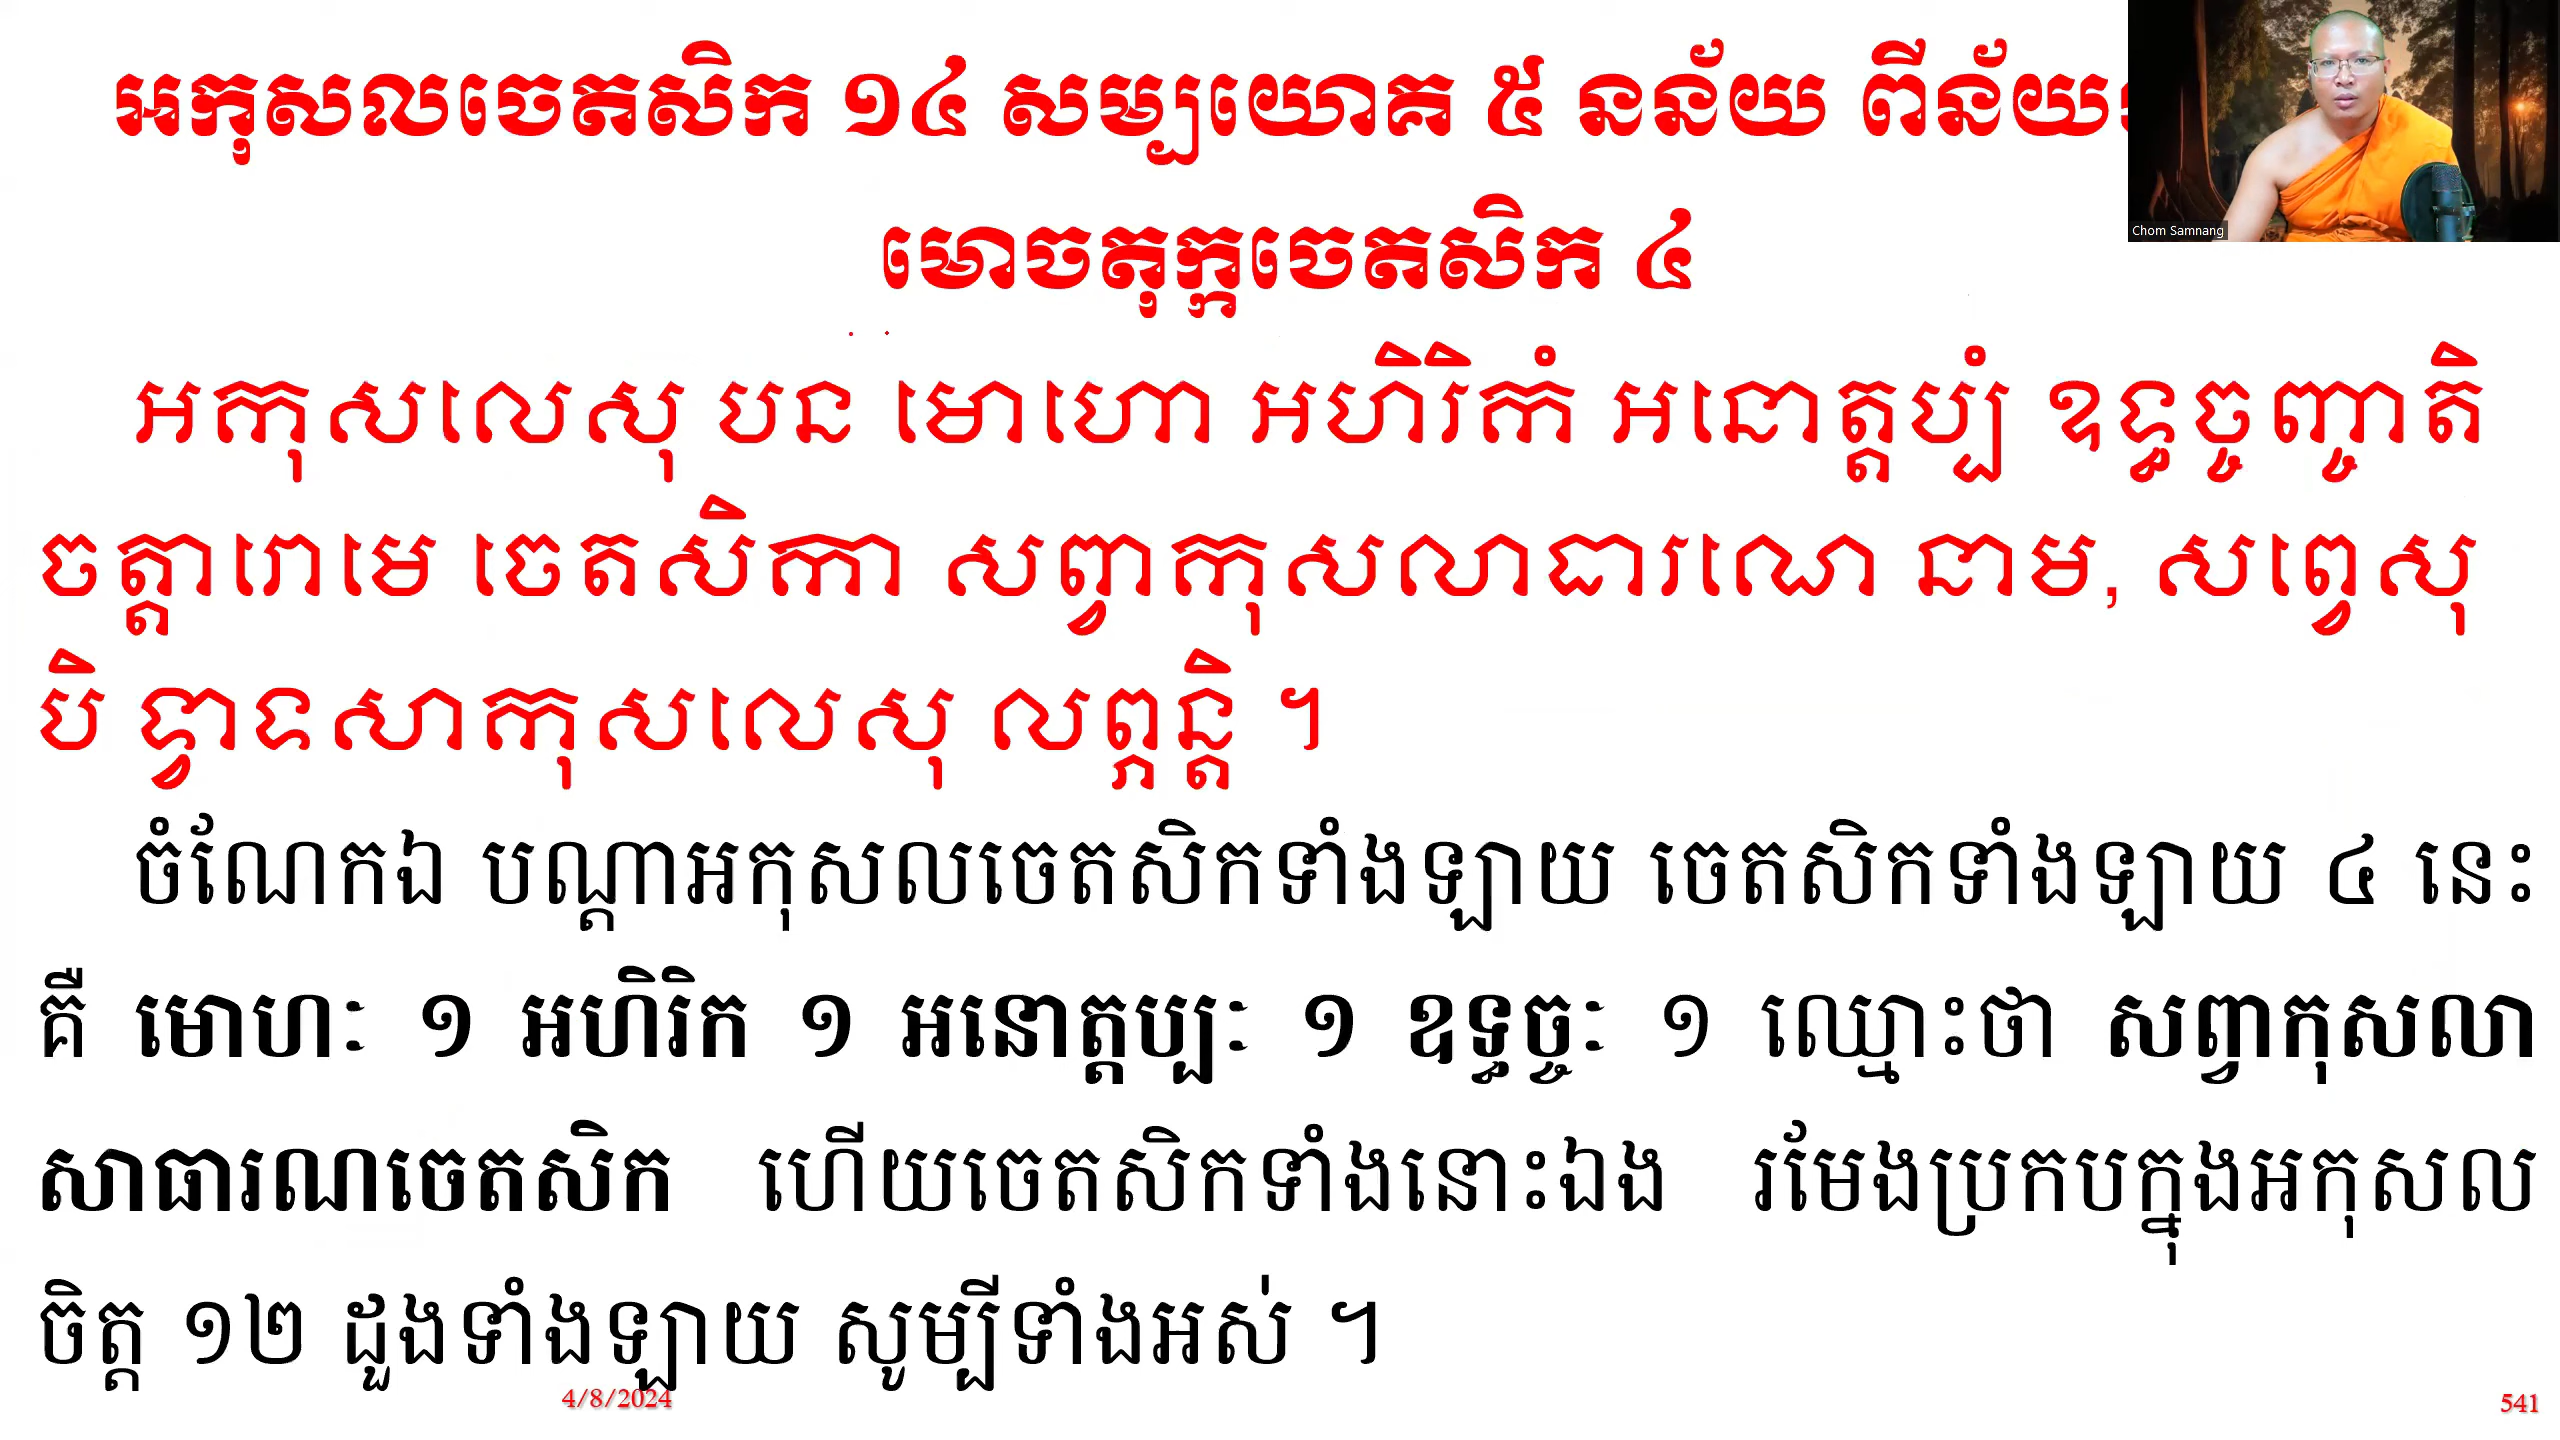 អកុសលចេតសិក ១៤ សម្បយោគ ៥ នន័យ ពីន័យ
Chom Samnang
មោចតុក្កចេតសិក ៤
អកុសលេសុ បន មោហោ អហិរិកំ អនោត្តប្បំ ឧទ្ធច្ចញ្ចាតិ
ចត្តារោមេ ចេតសិកា សព្វាកុសលាធារណេ នាម, សព្វេសុ
បិ ទ្វាទសាកុសលេសុ លព្ភន្តិ ។
ចំណែកឯ បណ្តាអកុសលចេតសិកទាំងឡាយ ចេតសិកទាំងឡាយ ៤ នេះ
គឺ មោហៈ ១ អហិរិក ១ អនោត្តប្បៈ ១ ឧទ្ធច្ចៈ ១ ឈ្មោះថា សព្វាកុសលា
សាធារណចេតសិក ហើយចេតសិកទាំងនោះឯង រមែងប្រកបក្នុងអកុសល
ចិត្ត ១២ ដួងទាំងឡាយ សូម្បីទាំងអស់ ។
4/8/2024
541